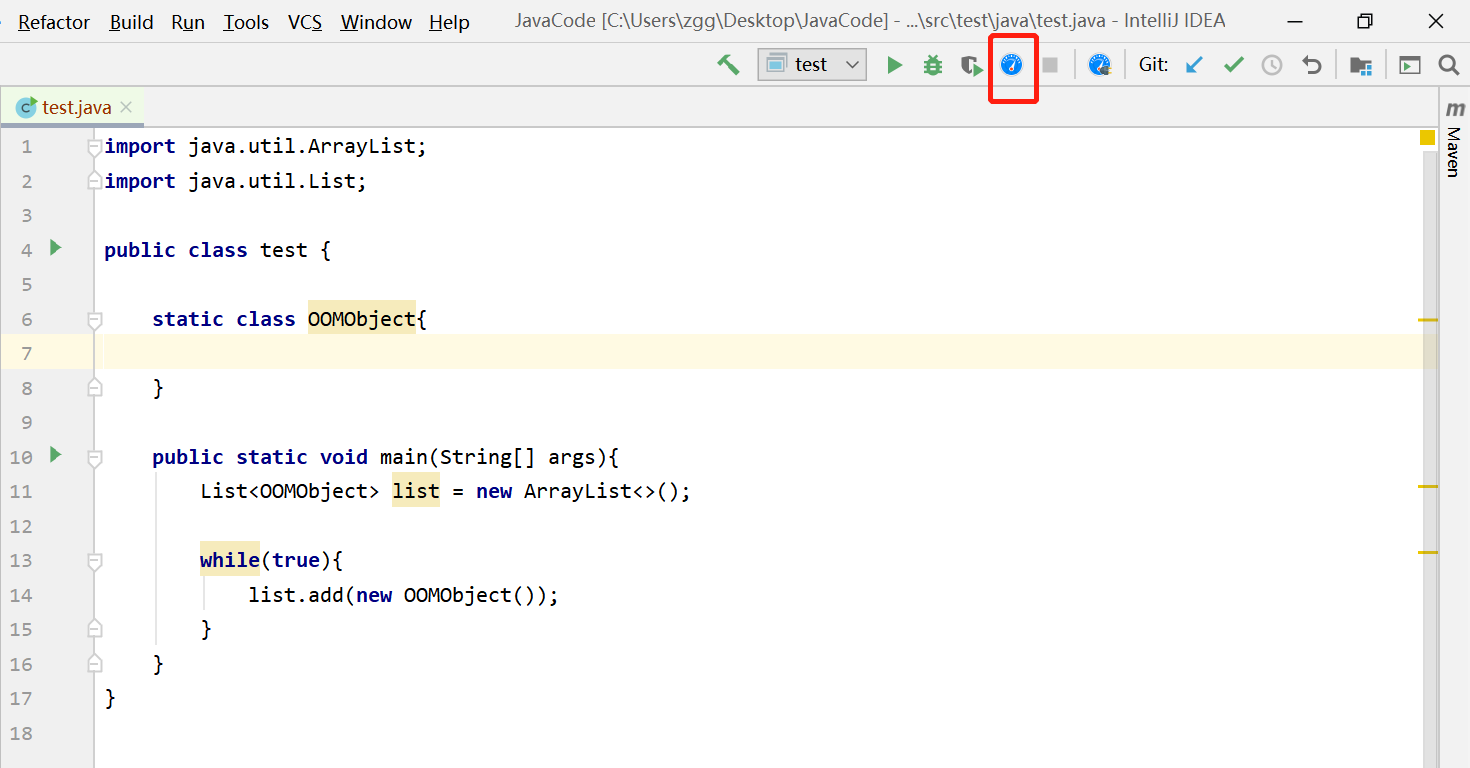 Refactor Build Run Tools VCS Window Help JavaCode [C:\Users\zgg\Desktop\JavaCode] - ...\src\test\java\test.java - IntelliJ IDEA
test Git:
test.java
m
Maven
1 import java.util.ArrayList;
2 import java.util.List;
3
4 public class test {
5
6 static class OOMObject{
7
8 }
9
10 public static void main(String[] args){
11 List<OOMObject> list = new ArrayList<>();
12
13 while(true){
14 list.add(new OOMObject());
15 }
16 }
17 }
18